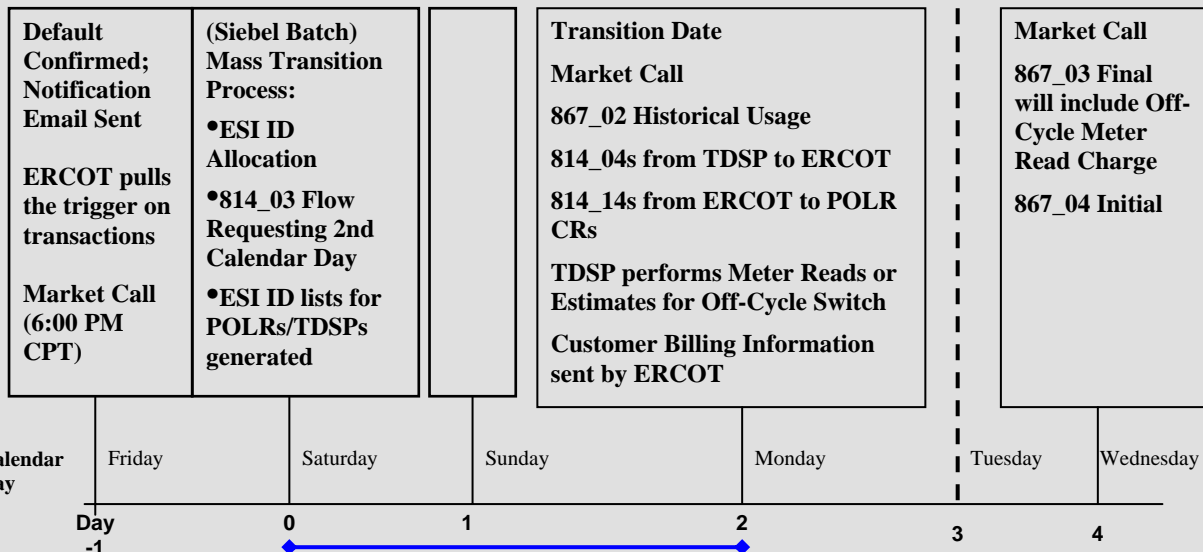 Default
Confirmed;
Notification
Email Sent
ERCOT pulls
the trigger on
transactions
Market Call
(6:00 PM
CPT)
(Siebel Batch)
Mass Transition
Process:
•ESI ID
Allocation
•814_03 Flow
Requesting 2nd
Calendar Day
•ESI ID lists for
POLRs/TDSPs
generated
Transition Date
Market Call
867_02 Historical Usage
814_04s from TDSP to ERCOT
814_14s from ERCOT to POLR
CRs
TDSP performs Meter Reads or
Estimates for Off-Cycle Switch
Customer Billing Information
sent by ERCOT
Market Call
867_03 Final
will include Off-
Cycle Meter
Read Charge
867_04 Initial
alendar
ay
Friday
Saturday
Sunday
Monday
Tuesday
Wednesday
Day
-1
0
1
2
3
4